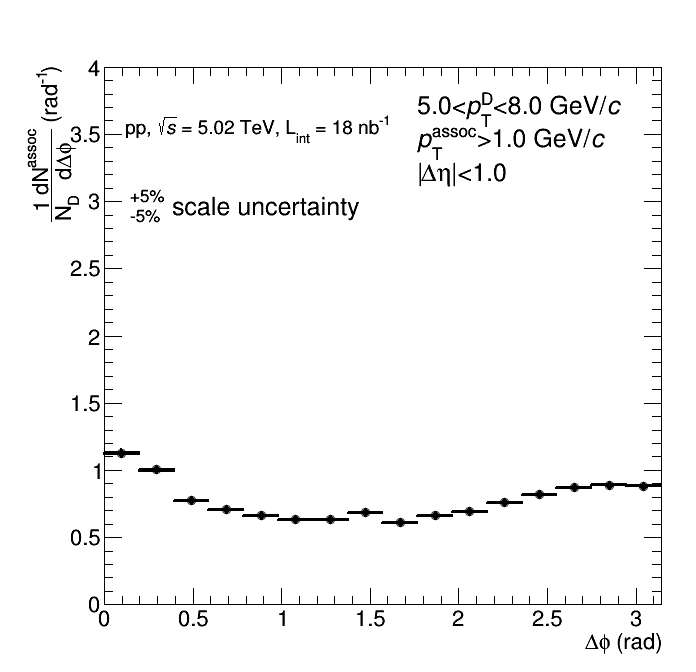 1 dN^assoc / N_D dΔφ (rad⁻¹)
4
3.5
3
2.5
2
1.5
1
0.5
0
pp, √s = 5.02 TeV, L_int = 18 nb⁻¹
+5%
-5% scale uncertainty
5.0<p_T^D<8.0 GeV/c
p_T^assoc>1.0 GeV/c
|Δη|<1.0
0 0.5 1 1.5 2 2.5 3
Δφ (rad)